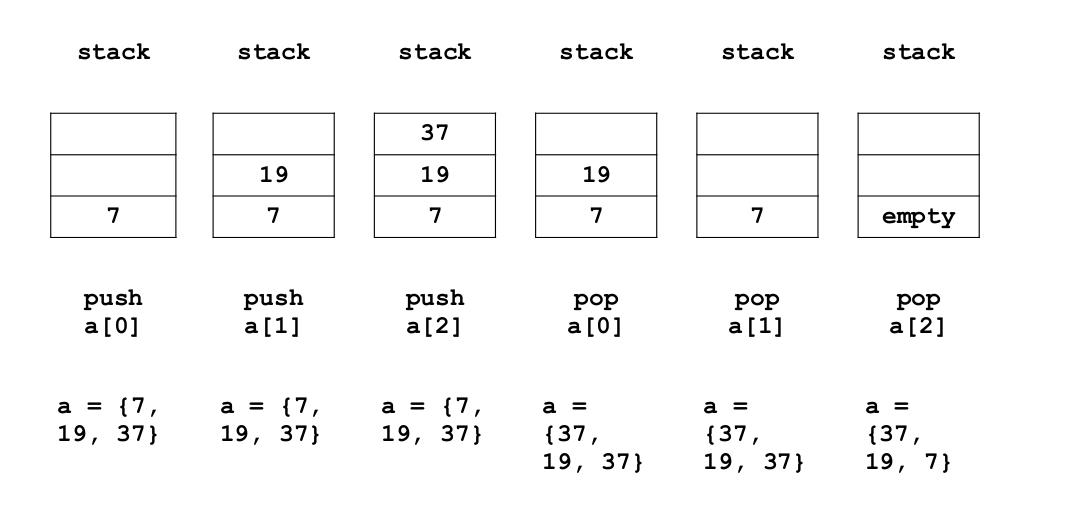 stack stack stack stack stack stack
37
19 19 19
7 7 7 7 7 empty
push push push pop pop pop
a[0] a[1] a[2] a[0] a[1] a[2]
a = {7, a = {7, a = {7, a = a = a =
19, 37} 19, 37} 19, 37} {37, {37, {37,
19, 37} 19, 37} 19, 7}